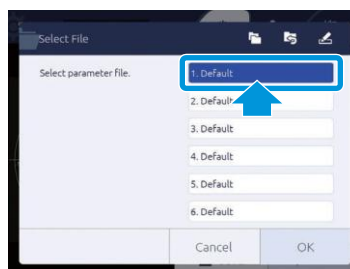 Select File
Select parameter file.
1. Default
2. Default
3. Default
4. Default
5. Default
6. Default
Cancel
OK